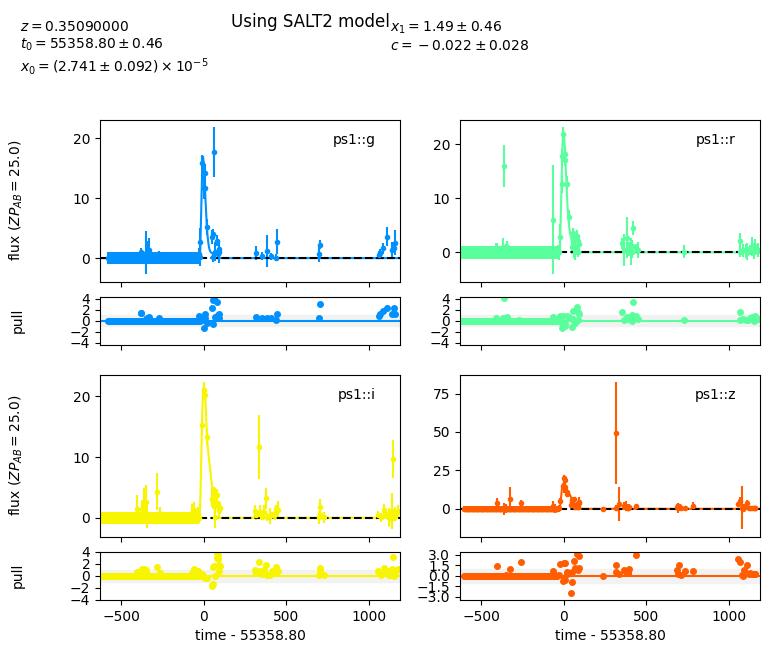 Using SALT2 model
z = 0.35090000
t₀ = 55358.80 ± 0.46
x₀ = (2.741 ± 0.092) × 10⁻⁵
x₁ = 1.49 ± 0.46
c = −0.022 ± 0.028
flux (ZP_AB = 25.0)
20
10
0
ps1::g
20
10
0
ps1::r
pull
4
2
0
−2
−4
4
2
0
−2
−4
flux (ZP_AB = 25.0)
20
10
0
ps1::i
75
50
25
0
ps1::z
pull
4
2
0
−2
−4
3.0
1.5
0.0
−1.5
−3.0
−500 0 500 1000
−500 0 500 1000
time - 55358.80
time - 55358.80